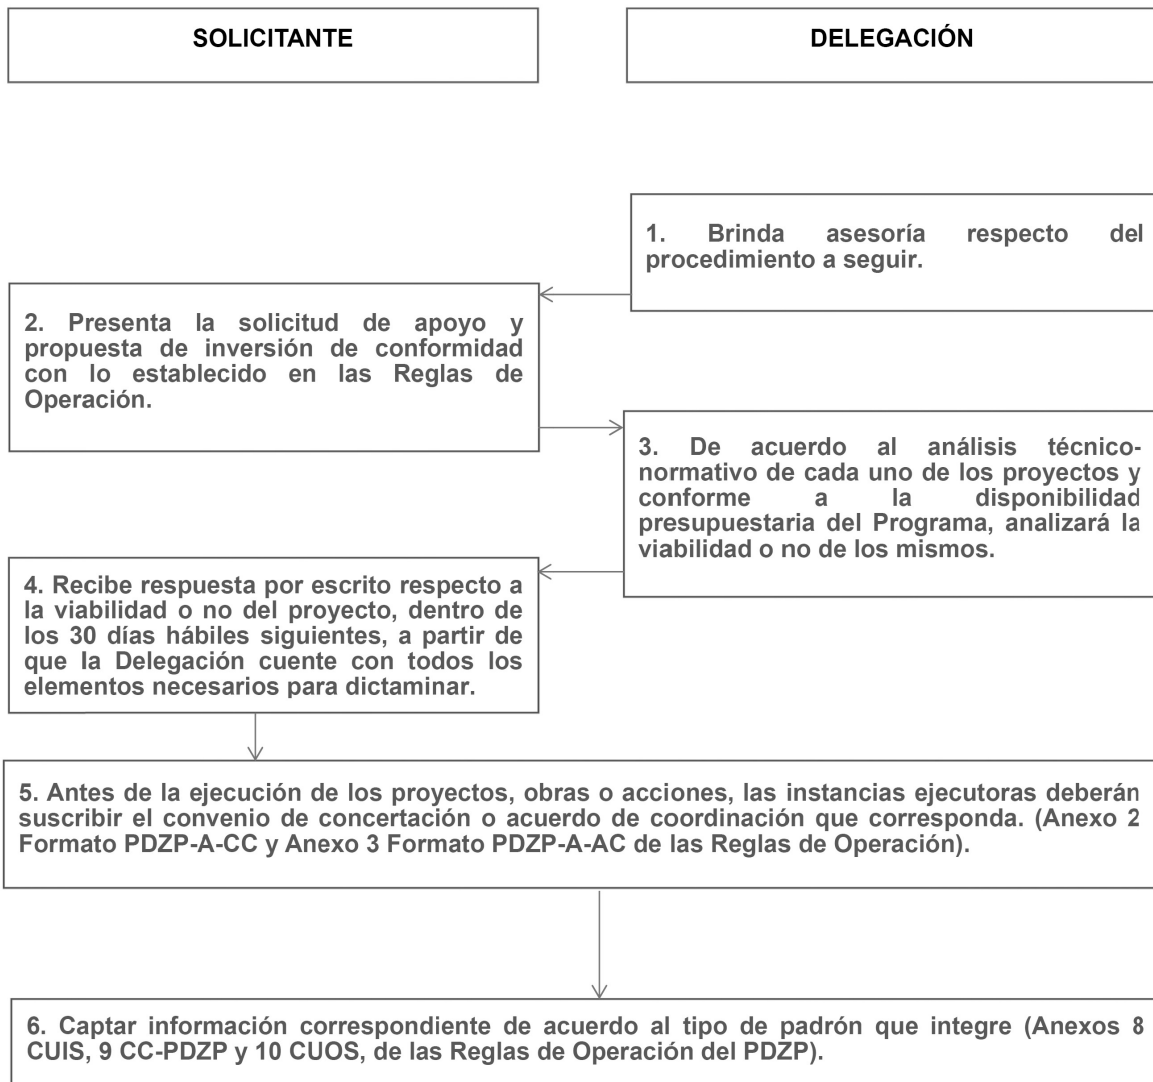 SOLICITANTE
DELEGACIÓN
1. Brinda asesoría respecto del
procedimiento a seguir.
2. Presenta la solicitud de apoyo y
propuesta de inversión de conformidad
con lo establecido en las Reglas de
Operación.
3. De acuerdo al análisis técnico-
normativo de cada uno de los proyectos y
conforme a la disponibilidad
presupuestaria del Programa, analizará la
viabilidad o no de los mismos.
4. Recibe respuesta por escrito respecto a
la viabilidad o no del proyecto, dentro de
los 30 días hábiles siguientes, a partir de
que la Delegación cuente con todos los
elementos necesarios para dictaminar.
5. Antes de la ejecución de los proyectos, obras o acciones, las instancias ejecutoras deberán
suscribir el convenio de concertación o acuerdo de coordinación que corresponda. (Anexo 2
Formato PDZP-A-CC y Anexo 3 Formato PDZP-A-AC de las Reglas de Operación).
6. Captar información correspondiente de acuerdo al tipo de padrón que integre (Anexos 8
CUIS, 9 CC-PDZP y 10 CUOS, de las Reglas de Operación del PDZP).